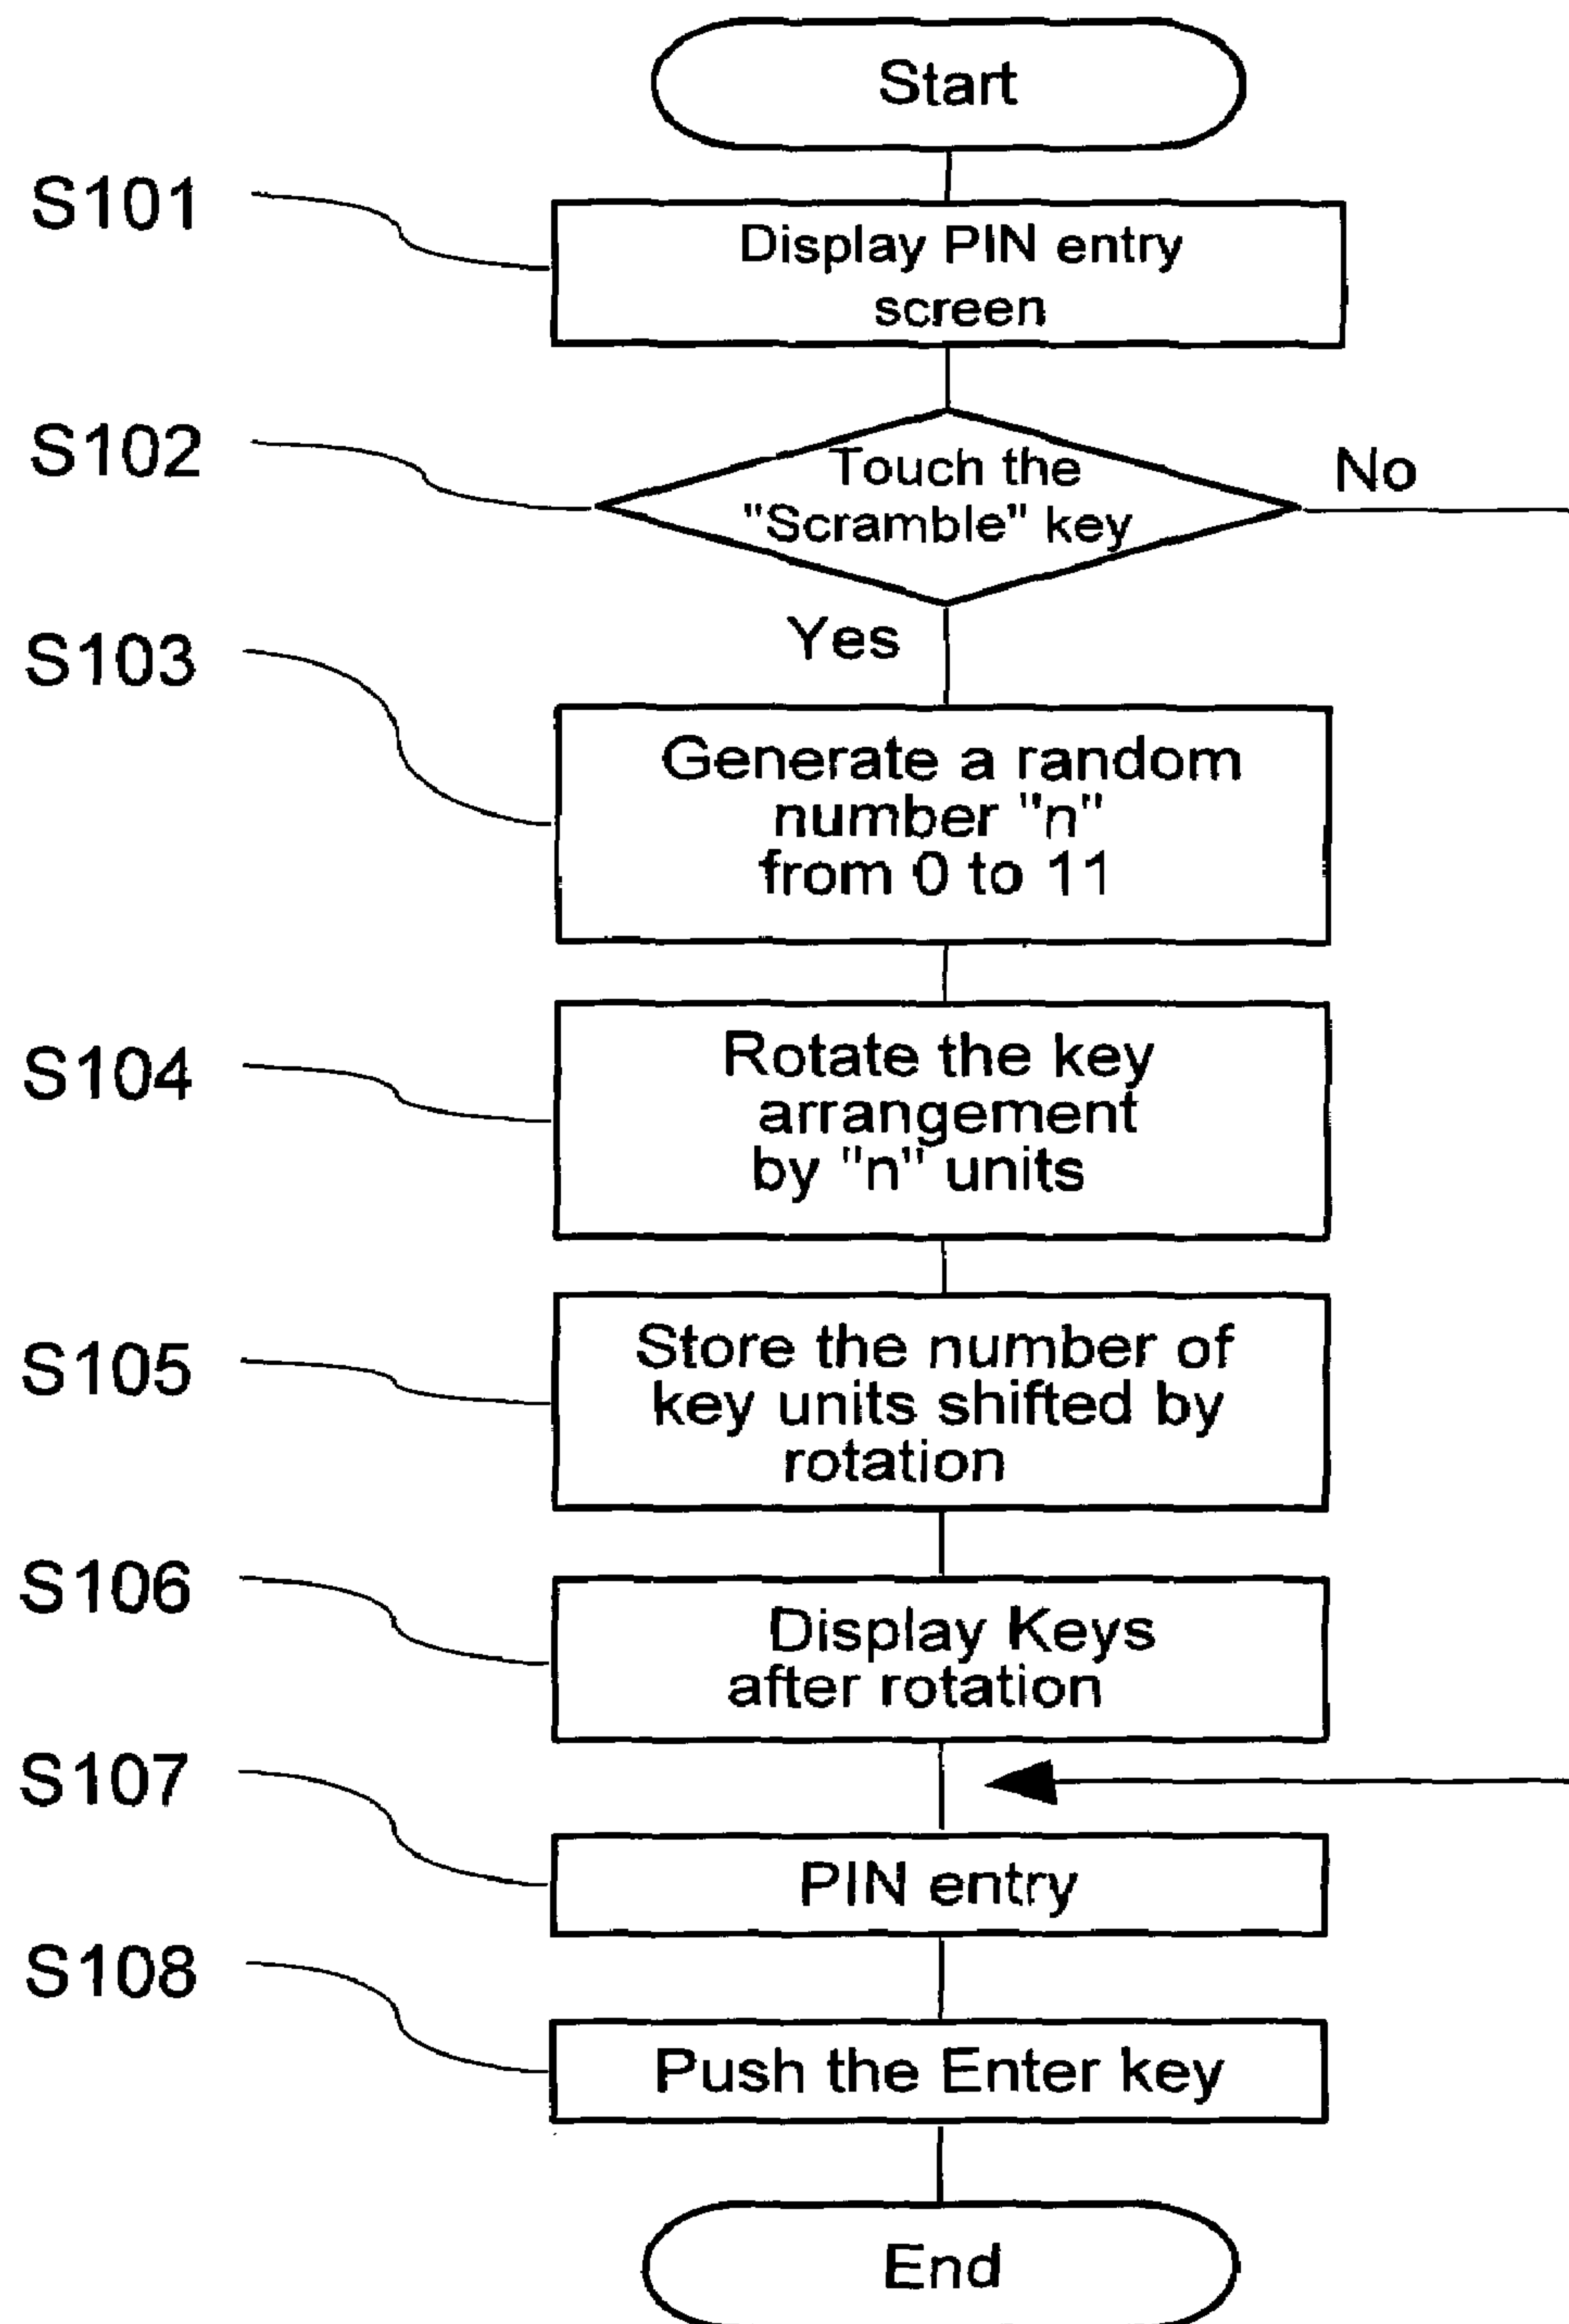 Start
S101
Display PIN entry
screen
S102
Touch the
"Scramble" key
No
Yes
S103
Generate a random
number "n"
from 0 to 11
S104
Rotate the key
arrangement
by "n" units
S105
Store the number of
key units shifted by
rotation
S106
Display Keys
after rotation
S107
PIN entry
S108
Push the Enter key
End